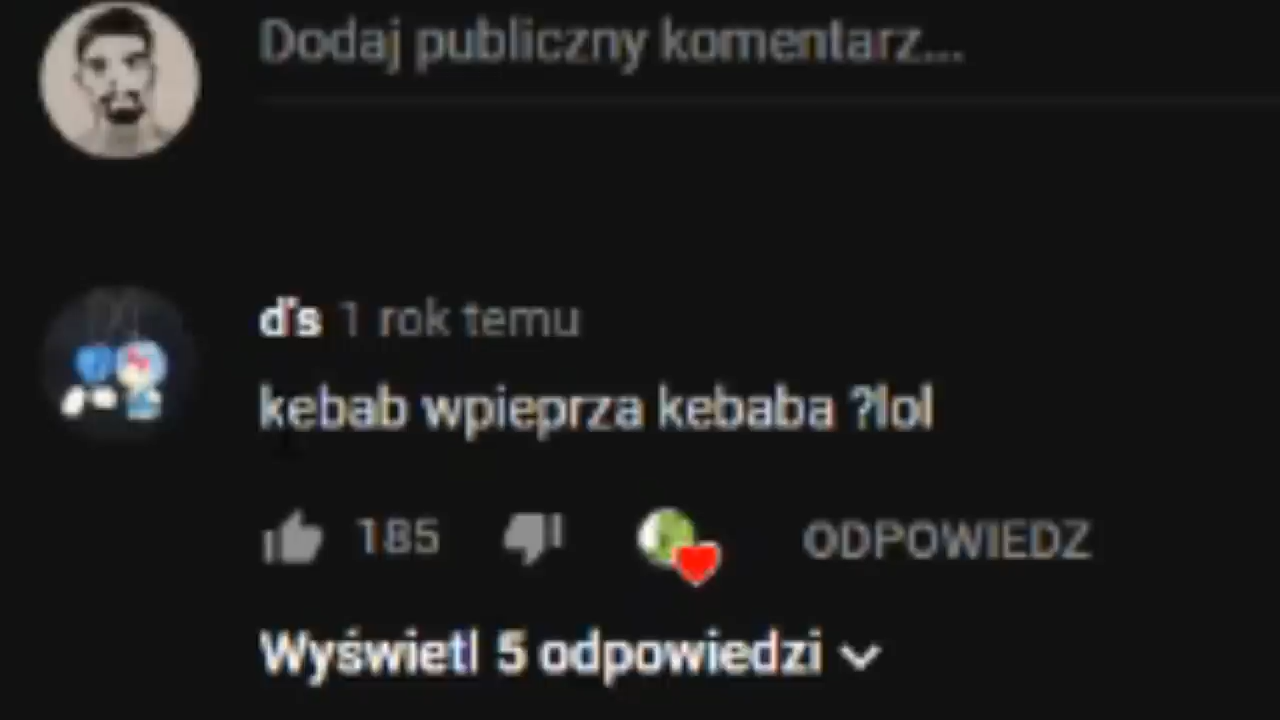 Dodaj publiczny komentarz...
d's 1 rok temu
kebab wpieprza kebaba ?lol
185 ODPOWIEDZ
Wyświetl 5 odpowiedzi